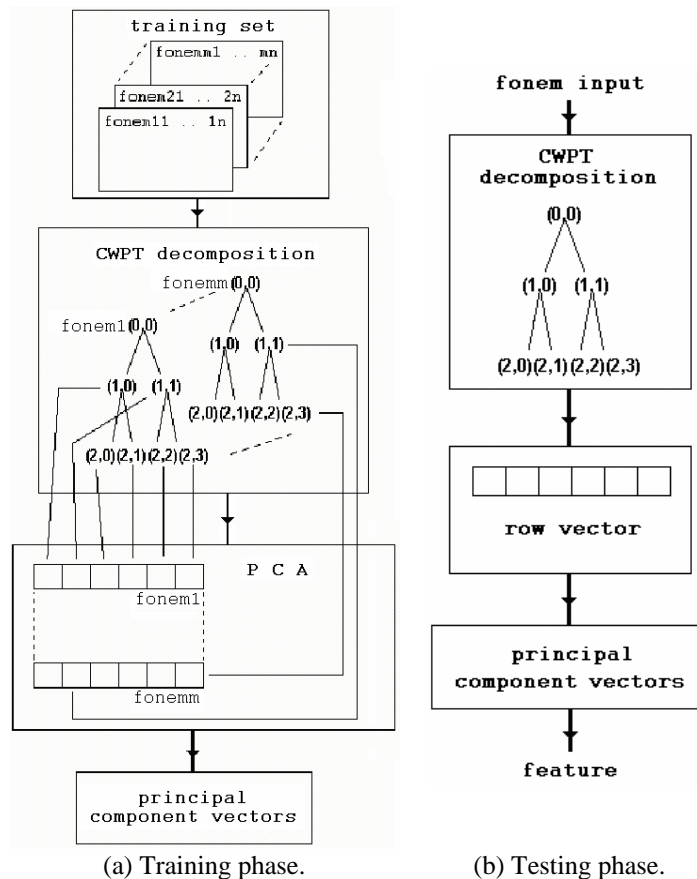 training set
fonemm1 .. mn
fonem21 .. 2n
fonem11 .. 1n
CWPT decomposition
fonemm(0,0)
fonem1(0,0)
(1,0) (1,1)
(1,0) (1,1)
(2,0)(2,1)(2,2)(2,3)
(2,0)(2,1)(2,2)(2,3)
P C A
fonem1
fonemm
principal
component vectors
(a) Training phase.
fonem input
CWPT
decomposition
(0,0)
(1,0) (1,1)
(2,0)(2,1)(2,2)(2,3)
row vector
principal
component vectors
feature
(b) Testing phase.